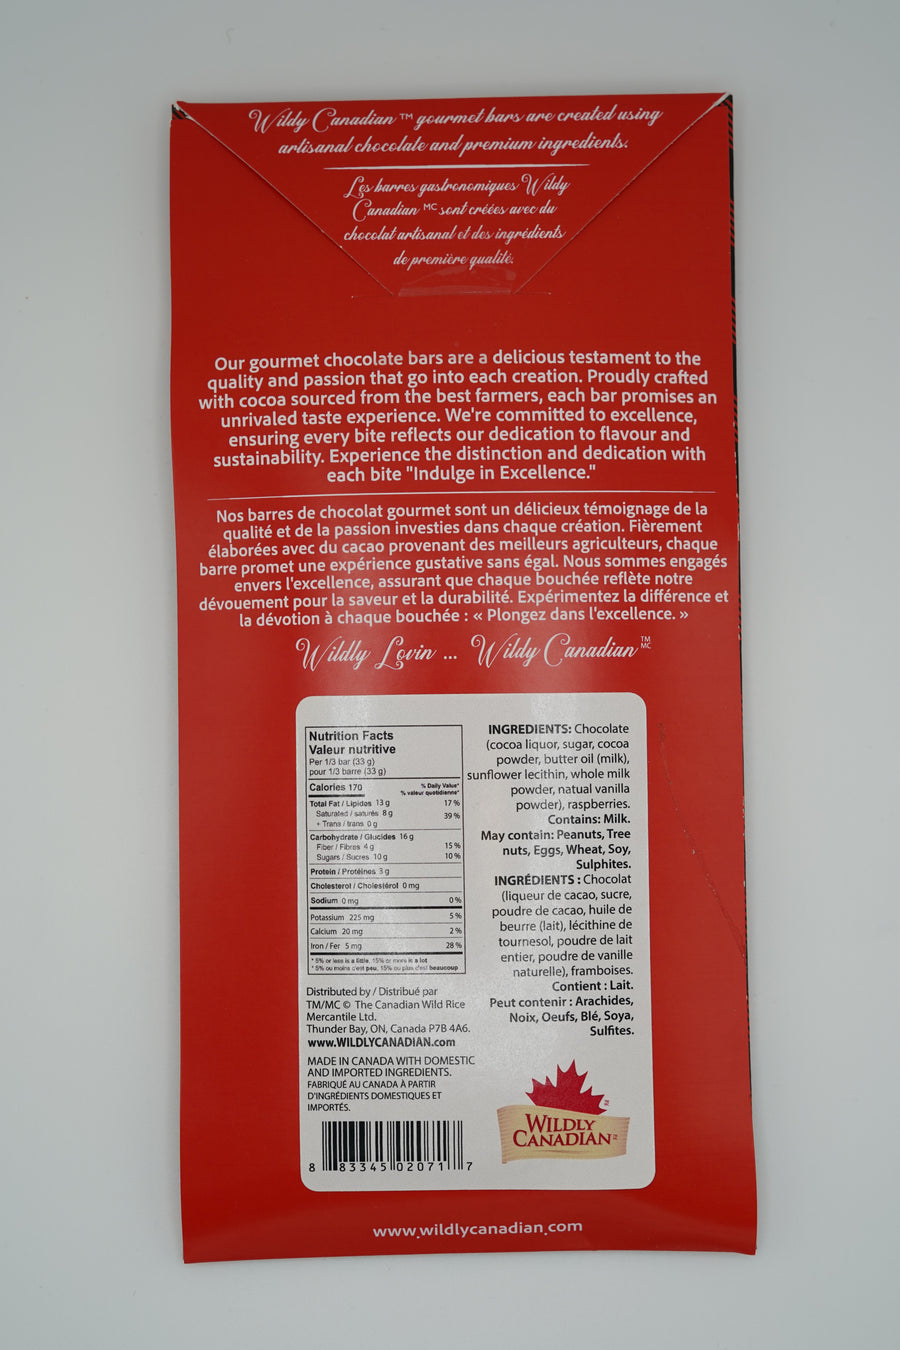 Wildy Canadian ™ gourmet bars are created using
artisanal chocolate and premium ingredients.
Les barres gastronomiques Wildy
Canadian MC sont créées avec du
chocolat artisanal et des ingrédients
de première qualité.
Our gourmet chocolate bars are a delicious testament to the
quality and passion that go into each creation. Proudly crafted
with cocoa sourced from the best farmers, each bar promises an
unrivaled taste experience. We're committed to excellence,
ensuring every bite reflects our dedication to flavour and
sustainability. Experience the distinction and dedication with
each bite "Indulge in Excellence."
Nos barres de chocolat gourmet sont un délicieux témoignage de la
qualité et de la passion investies dans chaque création. Fièrement
élaborées avec du cacao provenant des meilleurs agriculteurs, chaque
barre promet une expérience gustative sans égal. Nous sommes engagés
envers l'excellence, assurant que chaque bouchée reflète notre
dévouement pour la saveur et la durabilité. Expérimentez la différence et
la dévotion à chaque bouchée : « Plongez dans l'excellence. »
Wildly Lovin ... Wildy Canadian TM MC
Nutrition Facts
Valeur nutritive
Per 1/3 bar (33 g)
pour 1/3 barre (33 g)
Calories 170 % Daily Value*
% valeur quotidienne*
Total Fat / Lipides 13 g 17 %
Saturated / saturés 8 g 39 %
+ Trans / trans 0 g
Carbohydrate / Glucides 16 g
Fiber / Fibres 4 g 15 %
Sugars / Sucres 10 g 10 %
Protein / Protéines 3 g
Cholesterol / Cholestérol 0 mg
Sodium 0 mg 0 %
Potassium 225 mg 5 %
Calcium 20 mg 2 %
Iron / Fer 5 mg 28 %
* 5% or less is a little, 15% or more is a lot
* 5% ou moins c'est peu, 15% ou plus c'est beaucoup
Distributed by / Distribué par
TM/MC © The Canadian Wild Rice
Mercantile Ltd.
Thunder Bay, ON, Canada P7B 4A6.
www.WILDLYCANADIAN.com
MADE IN CANADA WITH DOMESTIC
AND IMPORTED INGREDIENTS.
FABRIQUÉ AU CANADA À PARTIR
D'INGRÉDIENTS DOMESTIQUES ET
IMPORTÉS.
8 83345 02071 7
INGREDIENTS: Chocolate
(cocoa liquor, sugar, cocoa
powder, butter oil (milk),
sunflower lecithin, whole milk
powder, natual vanilla
powder), raspberries.
Contains: Milk.
May contain: Peanuts, Tree
nuts, Eggs, Wheat, Soy,
Sulphites.
INGRÉDIENTS : Chocolat
(liqueur de cacao, sucre,
poudre de cacao, huile de
beurre (lait), lécithine de
tournesol, poudre de lait
entier, poudre de vanille
naturelle), framboises.
Contient : Lait.
Peut contenir : Arachides,
Noix, Oeufs, Blé, Soya,
Sulfites.
WILDLY
CANADIAN
www.wildlycanadian.com